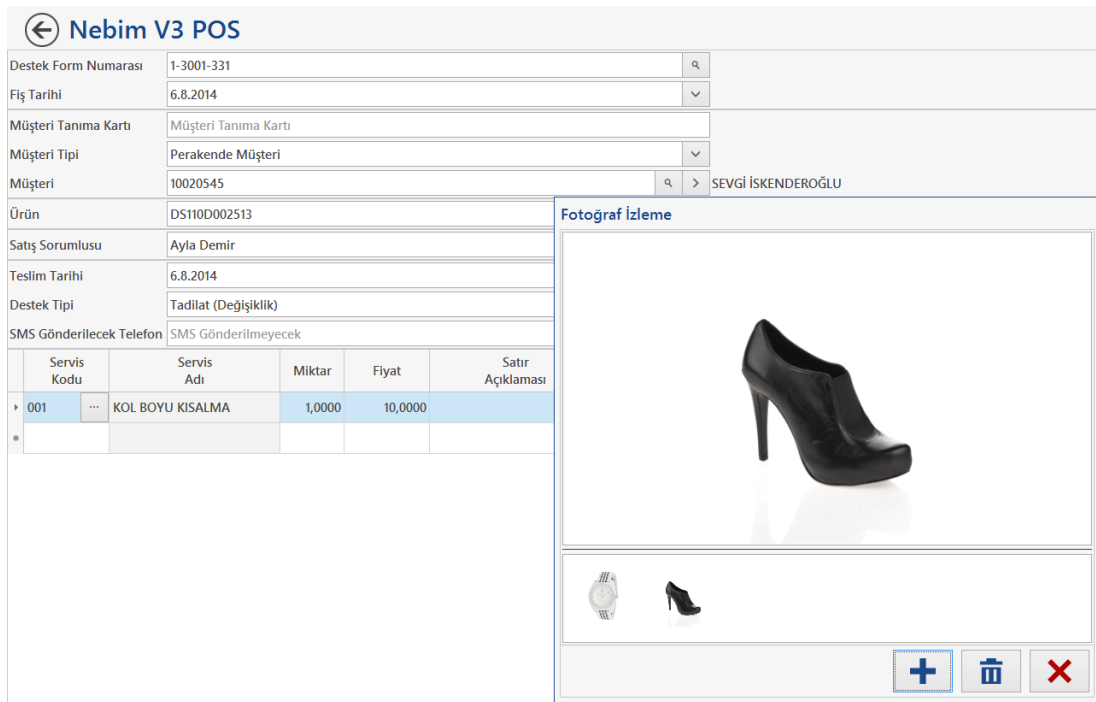 Nebim V3 POS
Destek Form Numarası 1-3001-331
Fiş Tarihi 6.8.2014
Müşteri Tanıma Kartı Müşteri Tanıma Kartı
Müşteri Tipi Perakende Müşteri
Müşteri 10020545 SEVGİ İSKENDEROĞLU
Ürün DS110D002513
Satış Sorumlusu Ayla Demir
Teslim Tarihi 6.8.2014
Destek Tipi Tadilat (Değişiklik)
SMS Gönderilecek Telefon SMS Gönderilmeyecek
Servis Kodu Servis Adı Miktar Fiyat Satır Açıklaması
001 ... KOL BOYU KISALMA 1,0000 10,0000
Fotoğraf İzleme